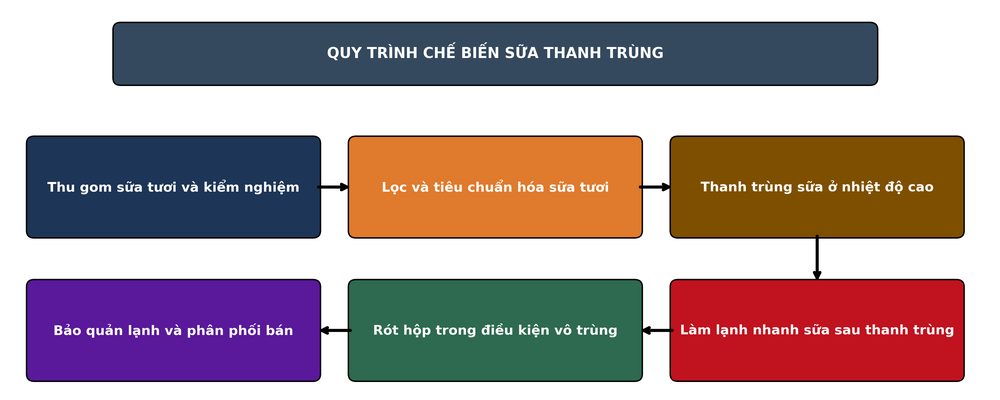 QUY TRÌNH CHẾ BIẾN SỮA THANH TRÙNG
Thu gom sữa tươi và kiểm nghiệm
Lọc và tiêu chuẩn hóa sữa tươi
Thanh trùng sữa ở nhiệt độ cao
Làm lạnh nhanh sữa sau thanh trùng
Rót hộp trong điều kiện vô trùng
Bảo quản lạnh và phân phối bán